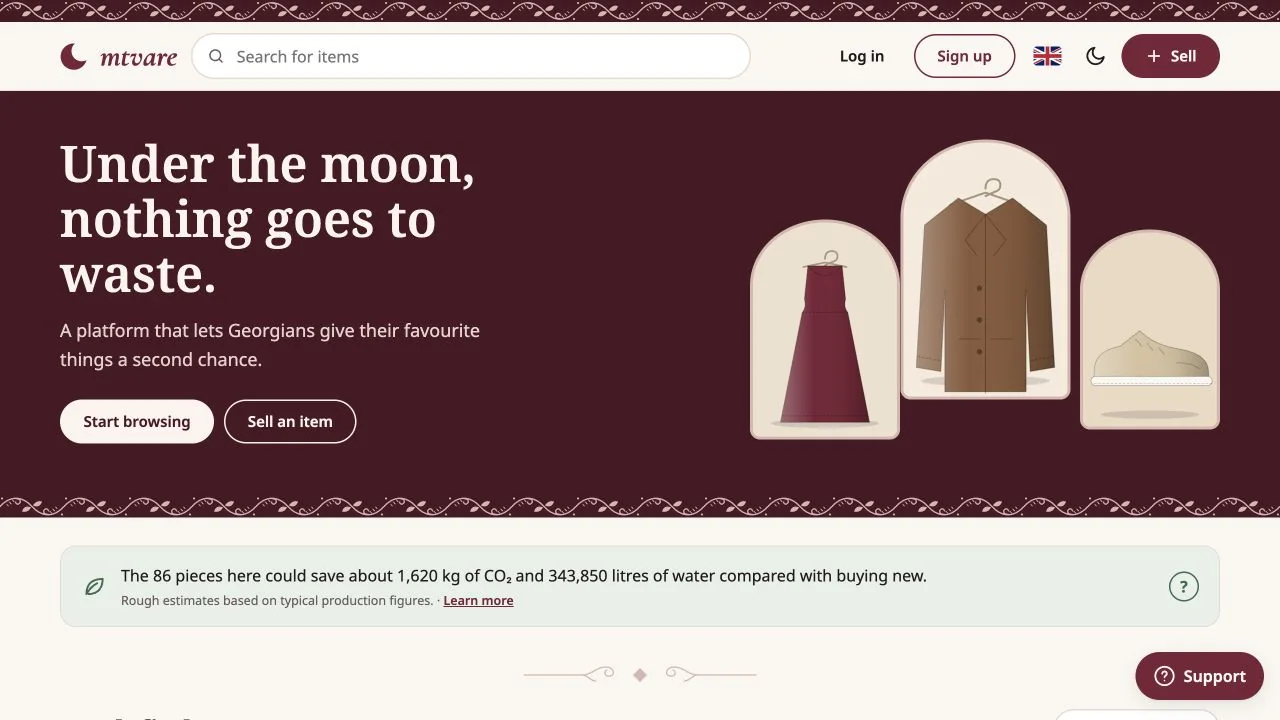 mtvare
Search for items
Log in
Sign up
Sell
Under the moon,
nothing goes to
waste.
A platform that lets Georgians give their favourite
things a second chance.
Start browsing
Sell an item
The 86 pieces here could save about 1,620 kg of CO₂ and 343,850 litres of water compared with buying new.
Rough estimates based on typical production figures. · Learn more
?
Support